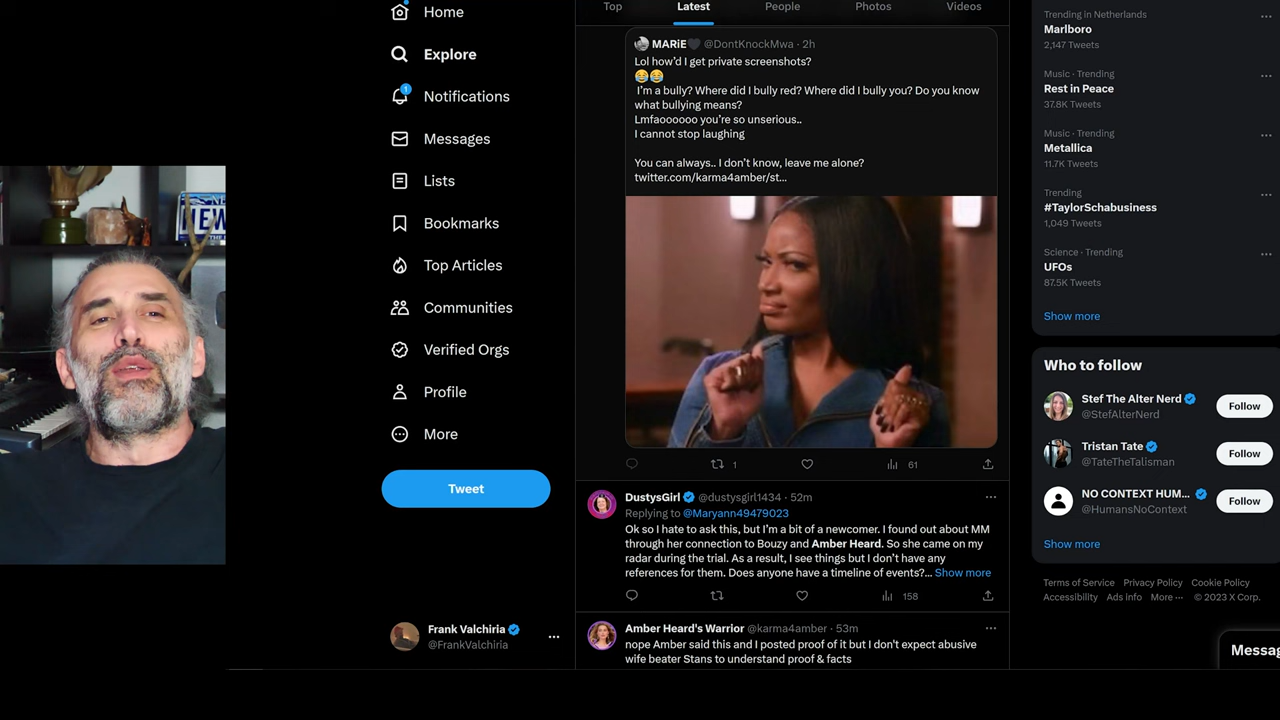 NEW
Home
Explore
1
Notifications
Messages
Lists
Bookmarks
Top Articles
Communities
Verified Orgs
Profile
More
Tweet
Frank Valchiria
@FrankValchiria
Top
Latest
People
Photos
Videos
MARiE🖤 @DontKnockMwa · 2h
Lol how’d I get private screenshots?
😂😂
I’m a bully? Where did I bully red? Where did I bully you? Do you know
what bullying means?
Lmfaoooooo you’re so unserious..
I cannot stop laughing
You can always.. I don’t know, leave me alone?
twitter.com/karma4amber/st...
1
61
DustysGirl @dustysgirl1434 · 52m
Replying to @Maryann49479023
Ok so I hate to ask this, but I’m a bit of a newcomer. I found out about MM
through her connection to Bouzy and Amber Heard. So she came on my
radar during the trial. As a result, I see things but I don’t have any
references for them. Does anyone have a timeline of events?... Show more
158
Amber Heard's Warrior @karma4amber · 53m
nope Amber said this and I posted proof of it but I don't expect abusive
wife beater Stans to understand proof & facts
Trending in Netherlands
Marlboro
2,147 Tweets
Music · Trending
Rest in Peace
37.8K Tweets
Music · Trending
Metallica
11.7K Tweets
Trending
#TaylorSchabusiness
1,049 Tweets
Science · Trending
UFOs
87.5K Tweets
Show more
Who to follow
Stef The Alter Nerd
@StefAlterNerd
Follow
Tristan Tate
@TateTheTalisman
Follow
NO CONTEXT HUM...
@HumansNoContext
Follow
Show more
Terms of Service Privacy Policy Cookie Policy
Accessibility Ads info More ··· © 2023 X Corp.
Messag